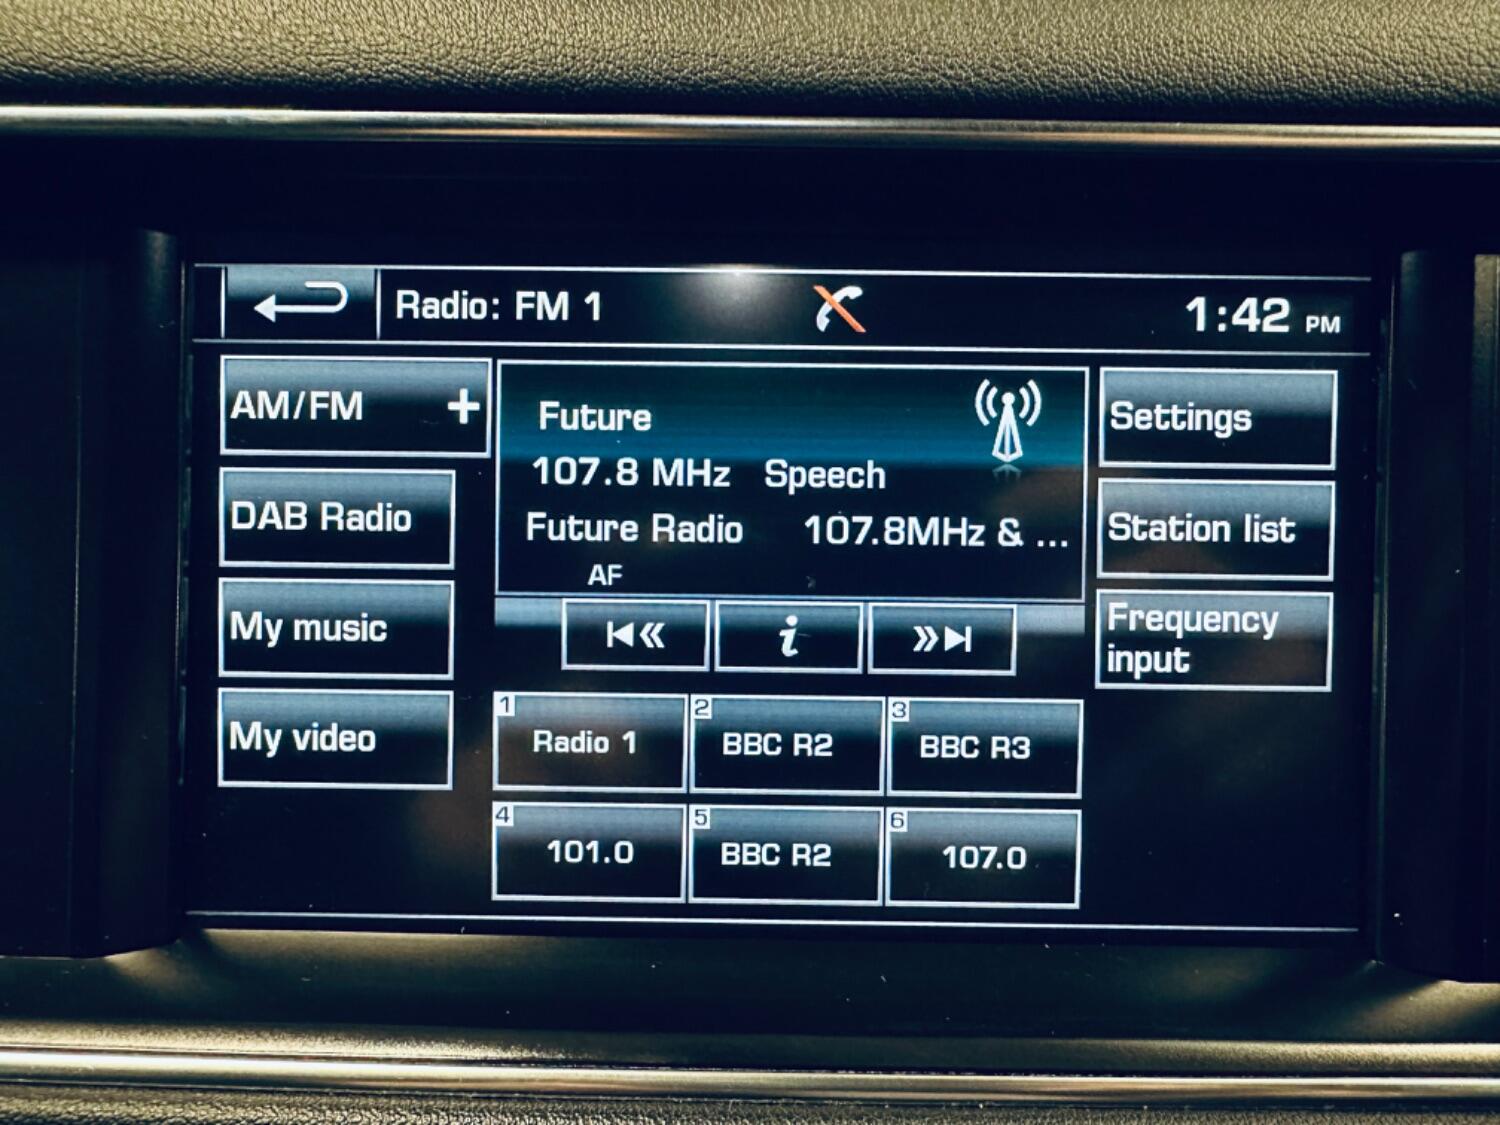 Radio: FM 1
1:42 PM
AM/FM +
Future
Settings
107.8 MHz Speech
DAB Radio
Station list
Future Radio 107.8MHz & ...
AF
My music
i
Frequency
input
1 Radio 1
2 BBC R2
3 BBC R3
My video
4 101.0
5 BBC R2
6 107.0